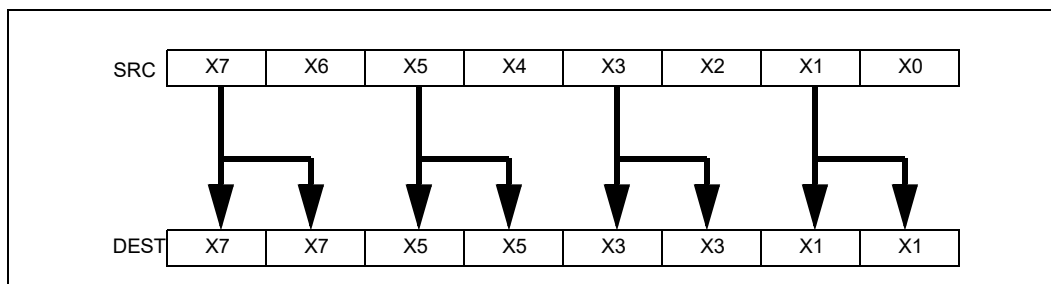 SRC X7 X6 X5 X4 X3 X2 X1 X0
DEST X7 X7 X5 X5 X3 X3 X1 X1